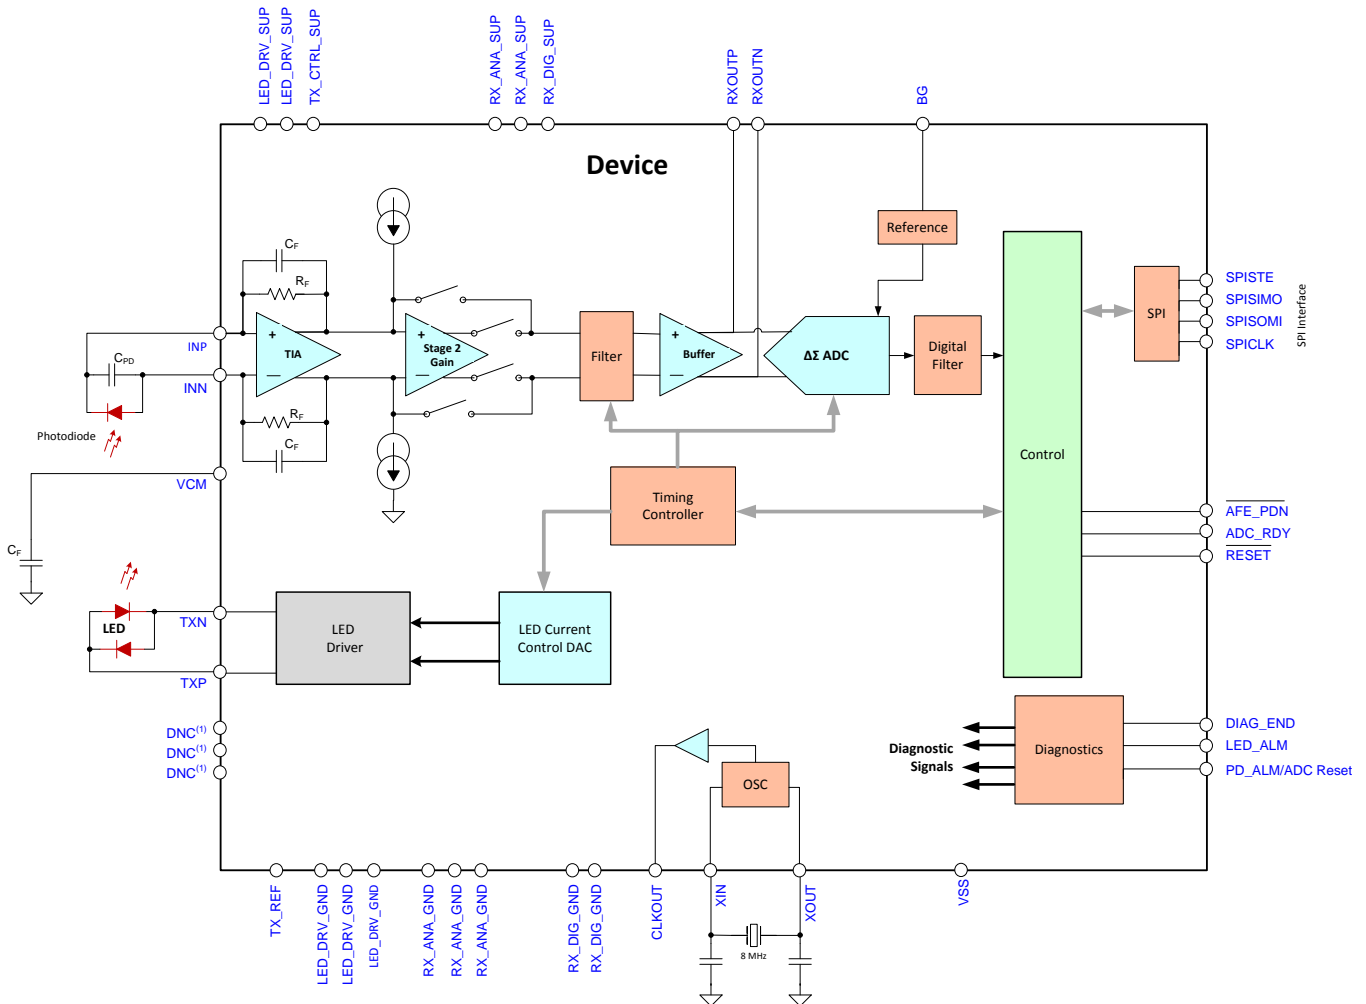 LED_DRV_SUP
LED_DRV_SUP
TX_CTRL_SUP
RX_ANA_SUP
RX_ANA_SUP
RX_DIG_SUP
RXOUTP
RXOUTN
BG
Device
Reference
CF
RF
TIA
+
+
Stage 2
Gain
Filter
+
Buffer
ΔΣ ADC
Digital
Filter
Control
SPI
SPISTE
SPISIMO
SPISOMI
SPICLK
SPI Interface
INP
CPD
INN
Photodiode
RF
CF
VCM
CF
Timing
Controller
AFE_PDN
ADC_RDY
RESET
LED
TXN
TXP
LED
Driver
LED Current
Control DAC
DNC(1)
DNC(1)
DNC(1)
Diagnostic
Signals
Diagnostics
DIAG_END
LED_ALM
PD_ALM/ADC Reset
OSC
TX_REF
LED_DRV_GND
LED_DRV_GND
LED_DRV_GND
RX_ANA_GND
RX_ANA_GND
RX_ANA_GND
RX_DIG_GND
RX_DIG_GND
CLKOUT
XIN
XOUT
VSS
8 MHz